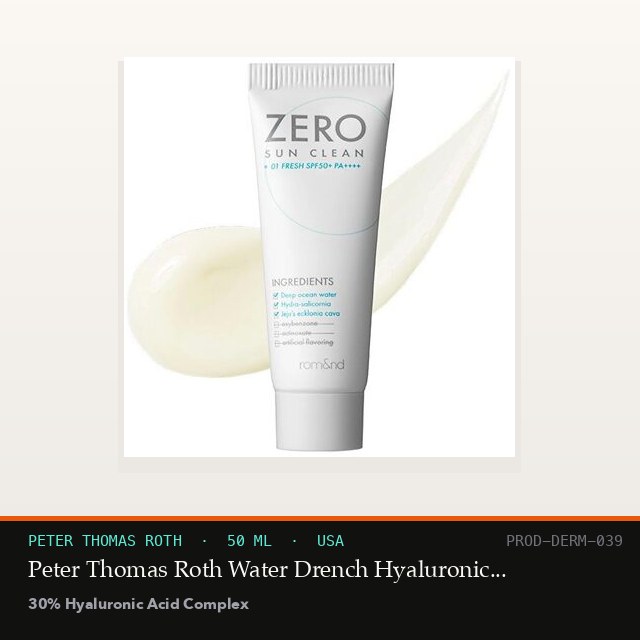 ZERO
SUN CLEAN
01 FRESH SPF50+ PA++++
INGREDIENTS
Deep ocean water
Hydra-salicornia
Jeju's ecklonia cava
oxybenzone
octinoxate
artificial flavoring
rom&nd
PETER THOMAS ROTH · 50 ML · USA
PROD-DERM-039
Peter Thomas Roth Water Drench Hyaluronic...
30% Hyaluronic Acid Complex